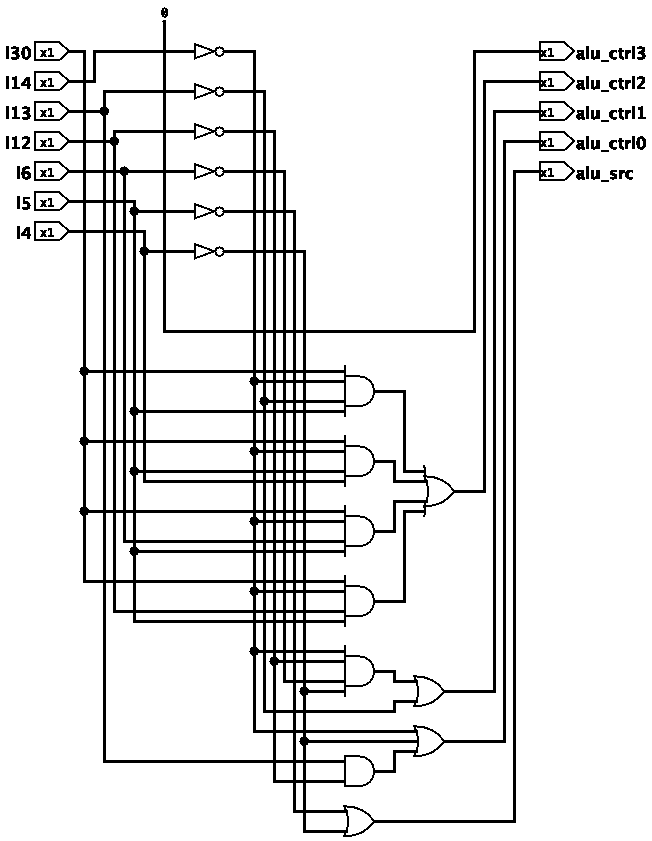 0
I30 x1
x1 alu_ctrl3
I14 x1
x1 alu_ctrl2
I13 x1
x1 alu_ctrl1
I12 x1
x1 alu_ctrl0
I6 x1
x1 alu_src
I5 x1
I4 x1